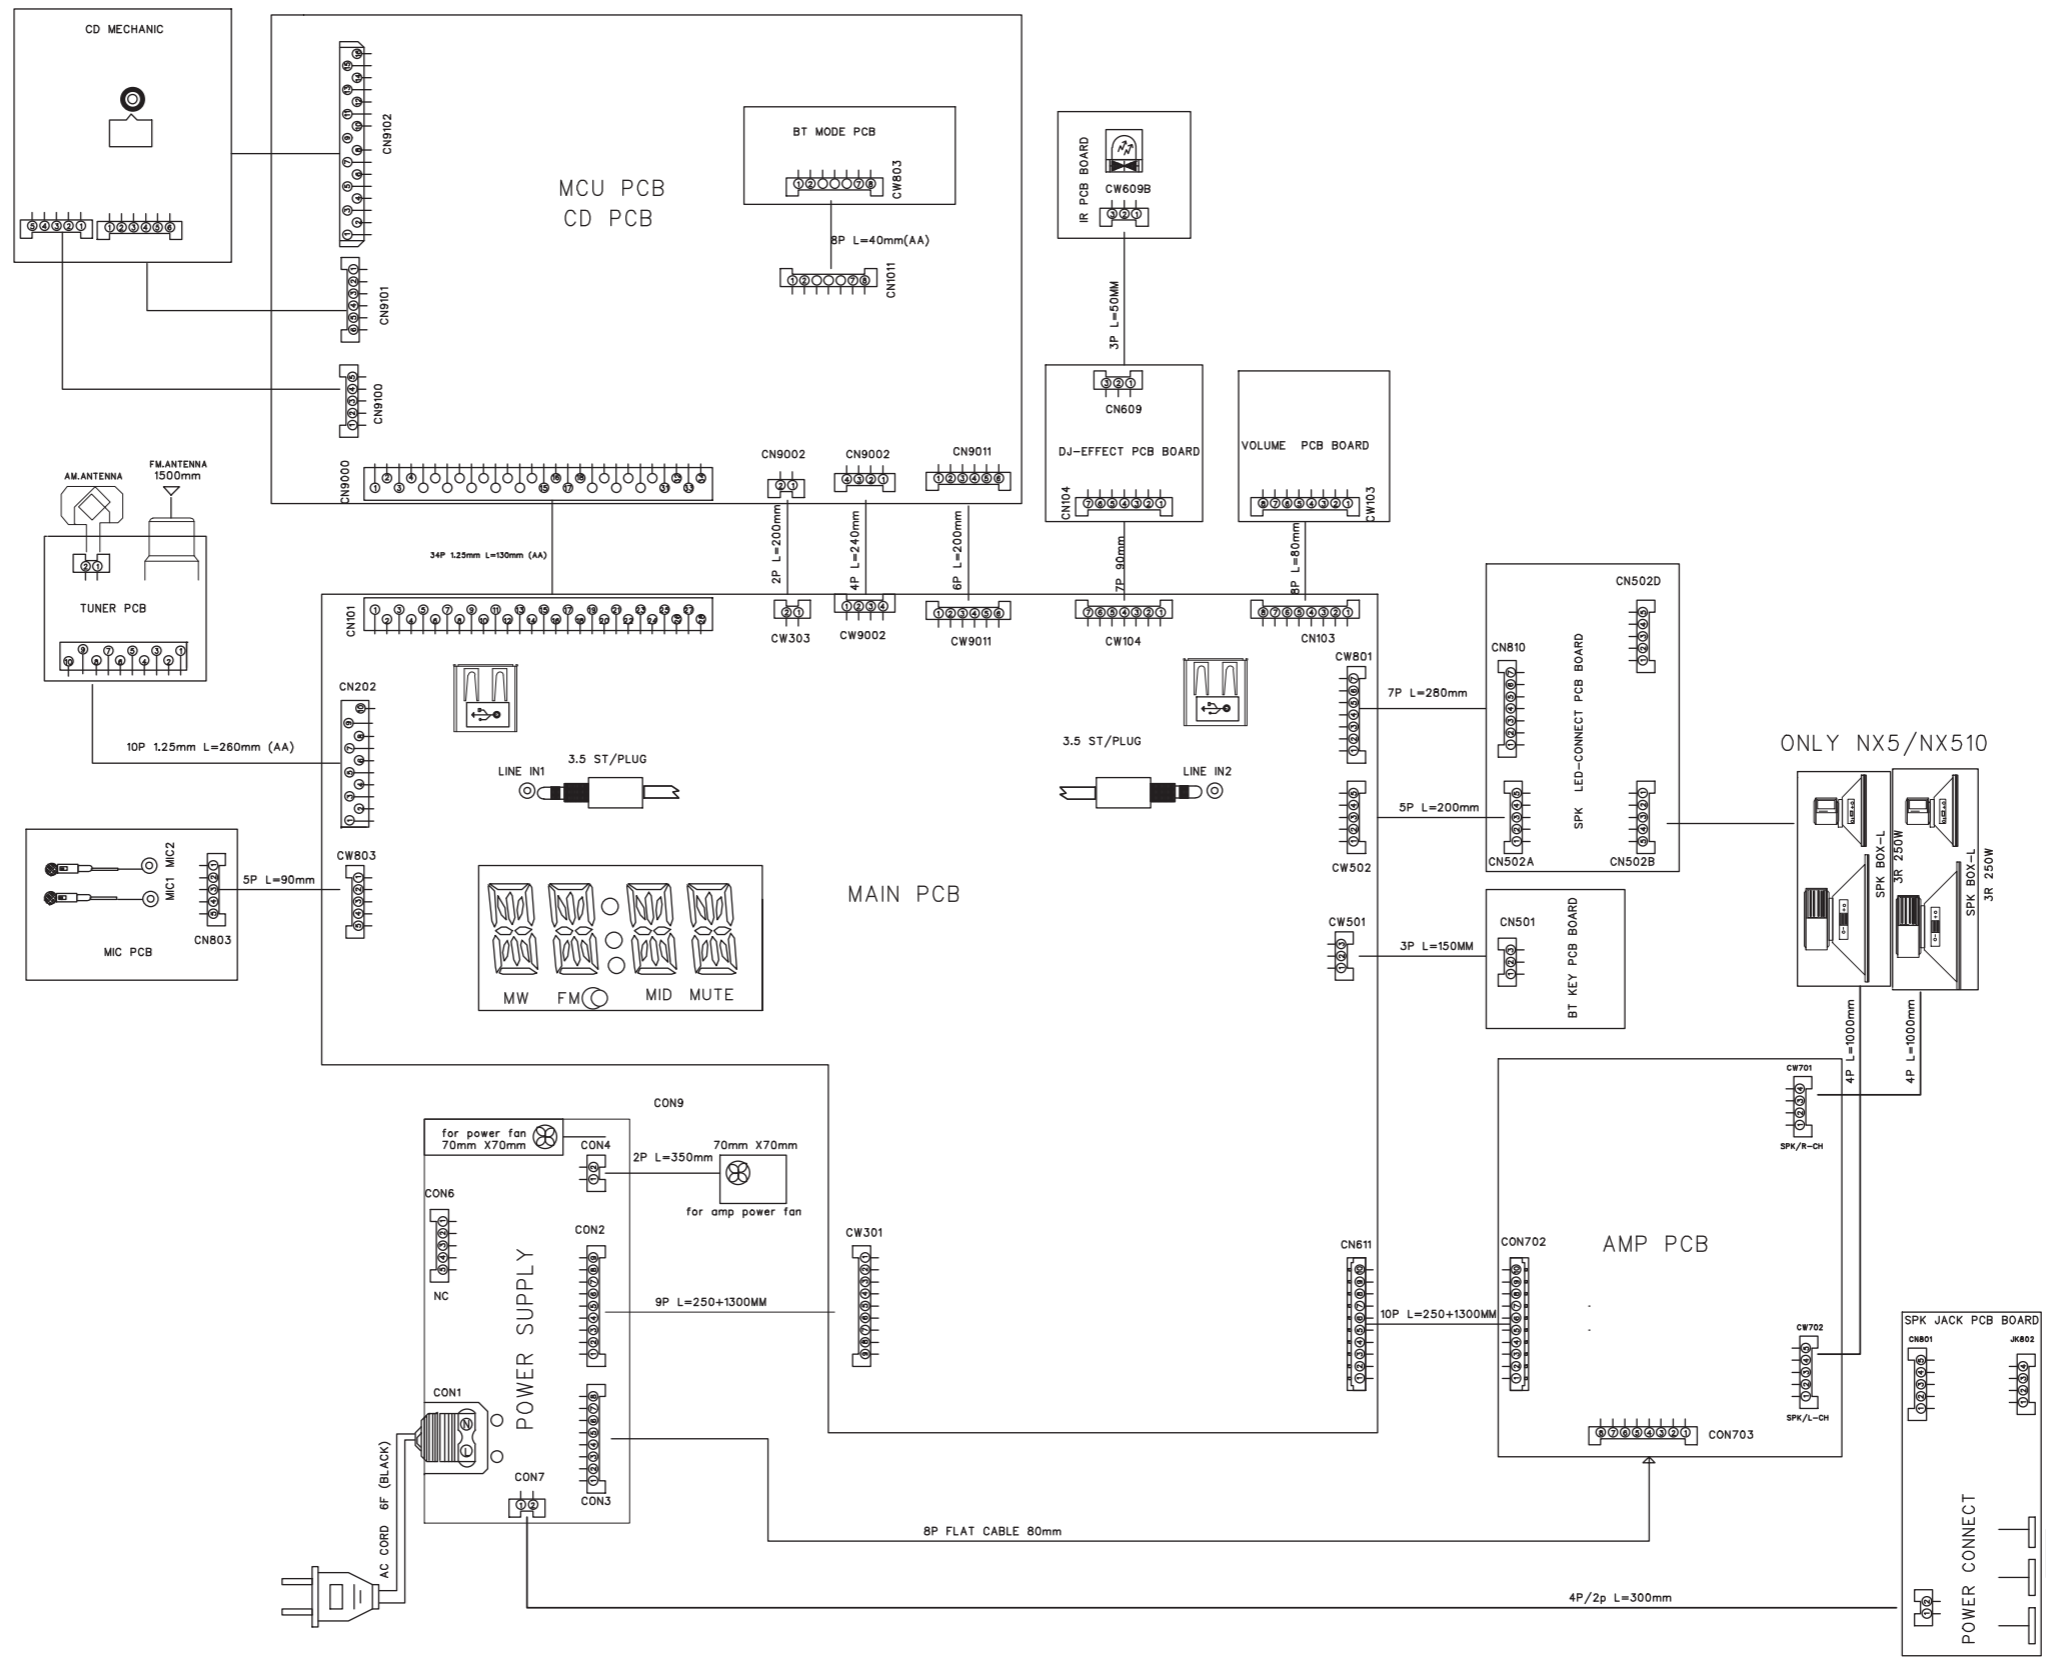 CD MECHANIC
CN9102
CN9101
CN9100
MCU PCB
CD PCB
BT MODE PCB
CW803
8P L=40mm(AA)
CN1011
CN9000
CN9002
CN9002
CN9011
IR PCB BOARD
CW609B
3P L=50MM
CN609
DJ-EFFECT PCB BOARD
CN104
VOLUME PCB BOARD
CW103
AM.ANTENNA
FM.ANTENNA
1500mm
TUNER PCB
34P 1.25mm L=130mm (AA)
2P L=200mm
4P L=240mm
6P L=200mm
7P 90mm
8P L=80mm
CN101
CW303
CW9002
CW9011
CW104
CN103
CN202
10P 1.25mm L=260mm (AA)
3.5 ST/PLUG
LINE IN1
3.5 ST/PLUG
LINE IN2
CW801
7P L=280mm
CW502
5P L=200mm
CN810
CN502D
SPK LED-CONNECT PCB BOARD
CN502A
CN502B
ONLY NX5/NX510
SPK BOX-L
3R 250W
SPK BOX-L
3R 250W
MIC1 MIC2
CN803
MIC PCB
5P L=90mm
CW803
MAIN PCB
MW FM MID MUTE
CW501
3P L=150MM
CN501
BT KEY PCB BOARD
4P L=1000mm
4P L=1000mm
CW701
SPK/R-CH
CON9
for power fan
70mm X70mm
CON4
2P L=350mm
70mm X70mm
for amp power fan
CON6
NC
CON2
POWER SUPPLY
9P L=250+1300MM
CW301
CN611
10P L=250+1300MM
CON702
AMP PCB
CW702
SPK/L-CH
CON703
CON1
N
L
CON3
CON7
AC CORD 6F (BLACK)
8P FLAT CABLE 80mm
4P/2p L=300mm
SPK JACK PCB BOARD
CN801
JK802
POWER CONNECT